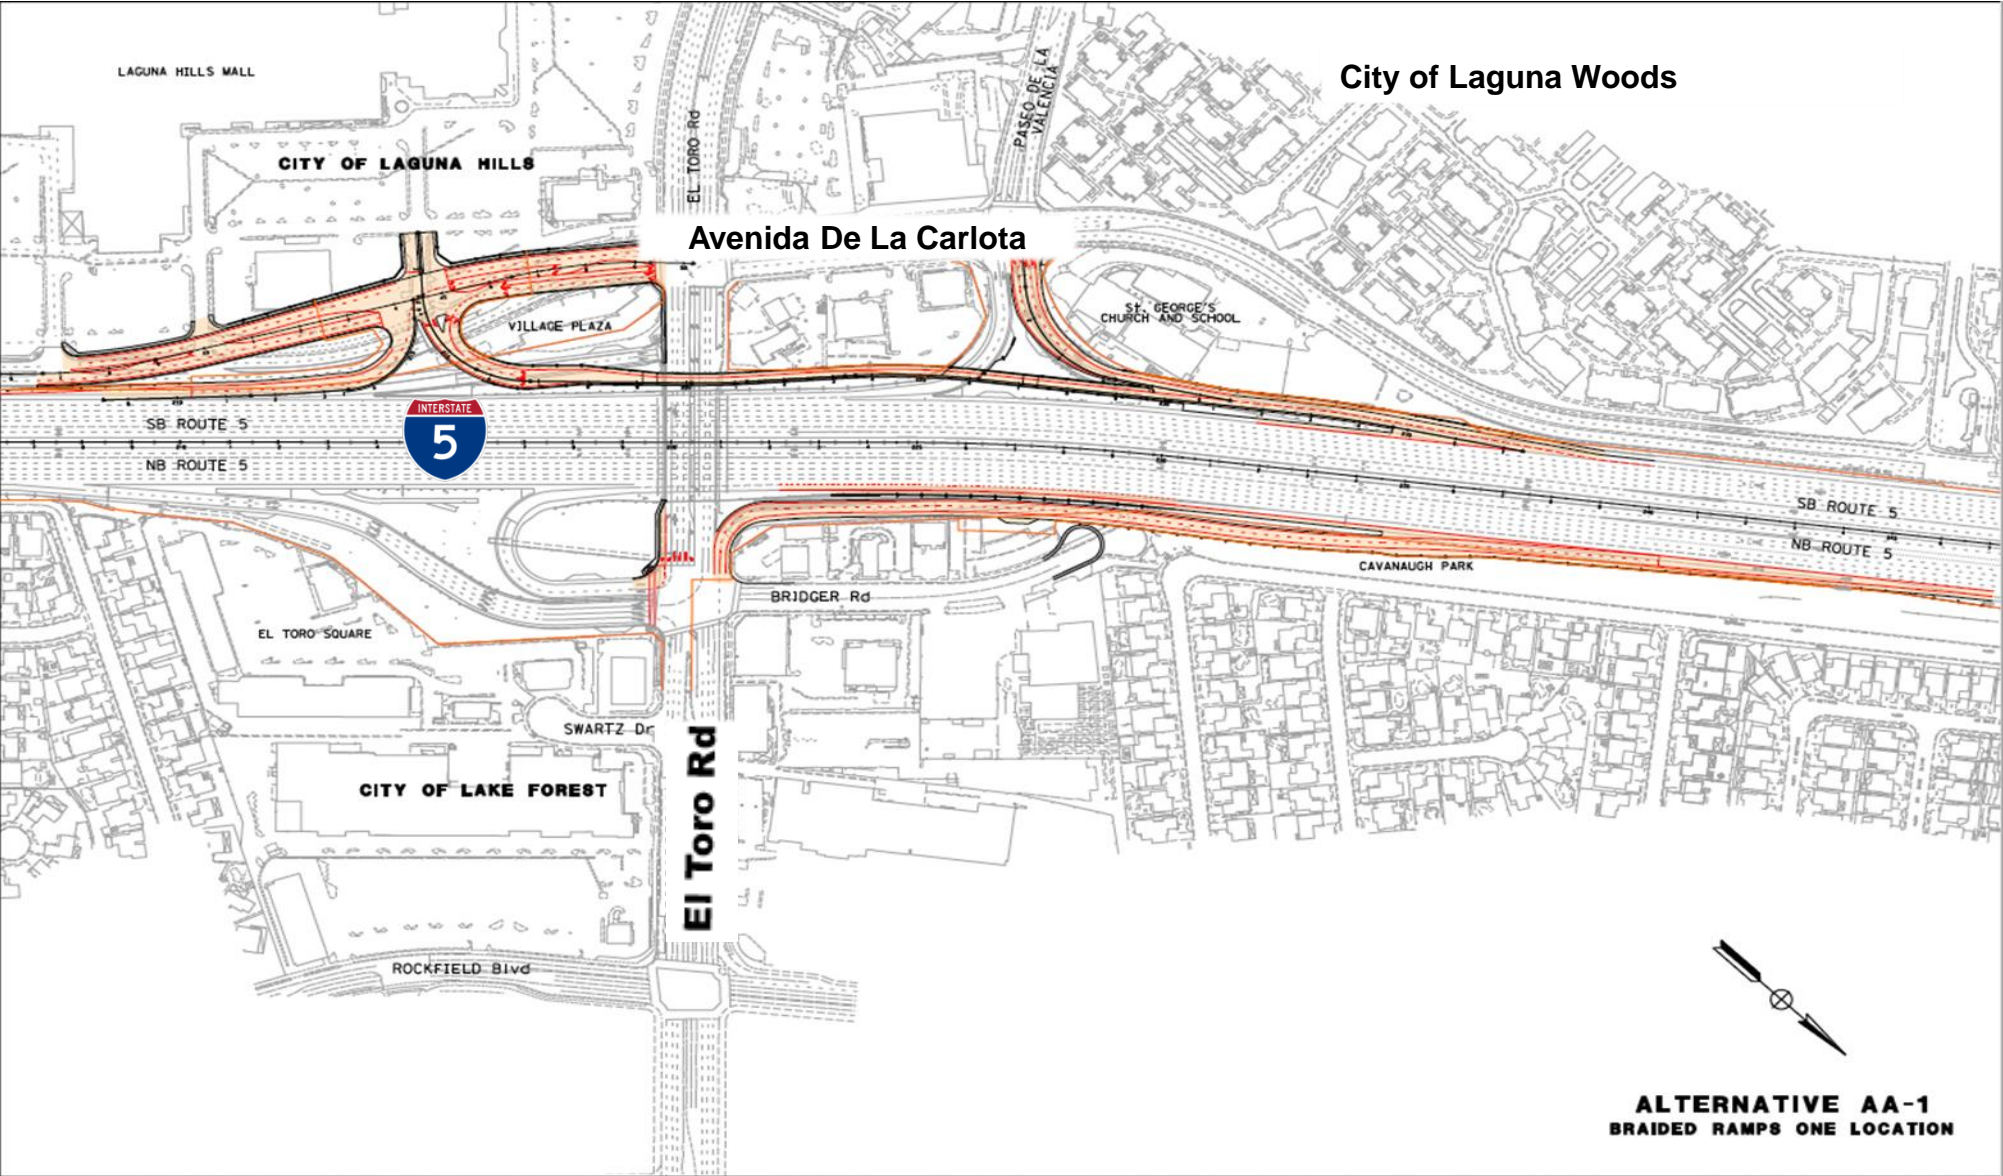 City of Laguna Woods
LAGUNA HILLS MALL
PASEO DE LA
VALENCIA
EL TORO Rd
CITY OF LAGUNA HILLS
Avenida De La Carlota
St. GEORGE'S
CHURCH AND SCHOOL
VILLAGE PLAZA
SB ROUTE 5
INTERSTATE
5
NB ROUTE 5
SB ROUTE 5
NB ROUTE 5
CAVANAUGH PARK
BRIDGER Rd
EL TORO SQUARE
SWARTZ Dr
El Toro Rd
CITY OF LAKE FOREST
ROCKFIELD Blvd
ALTERNATIVE AA-1
BRAIDED RAMPS ONE LOCATION